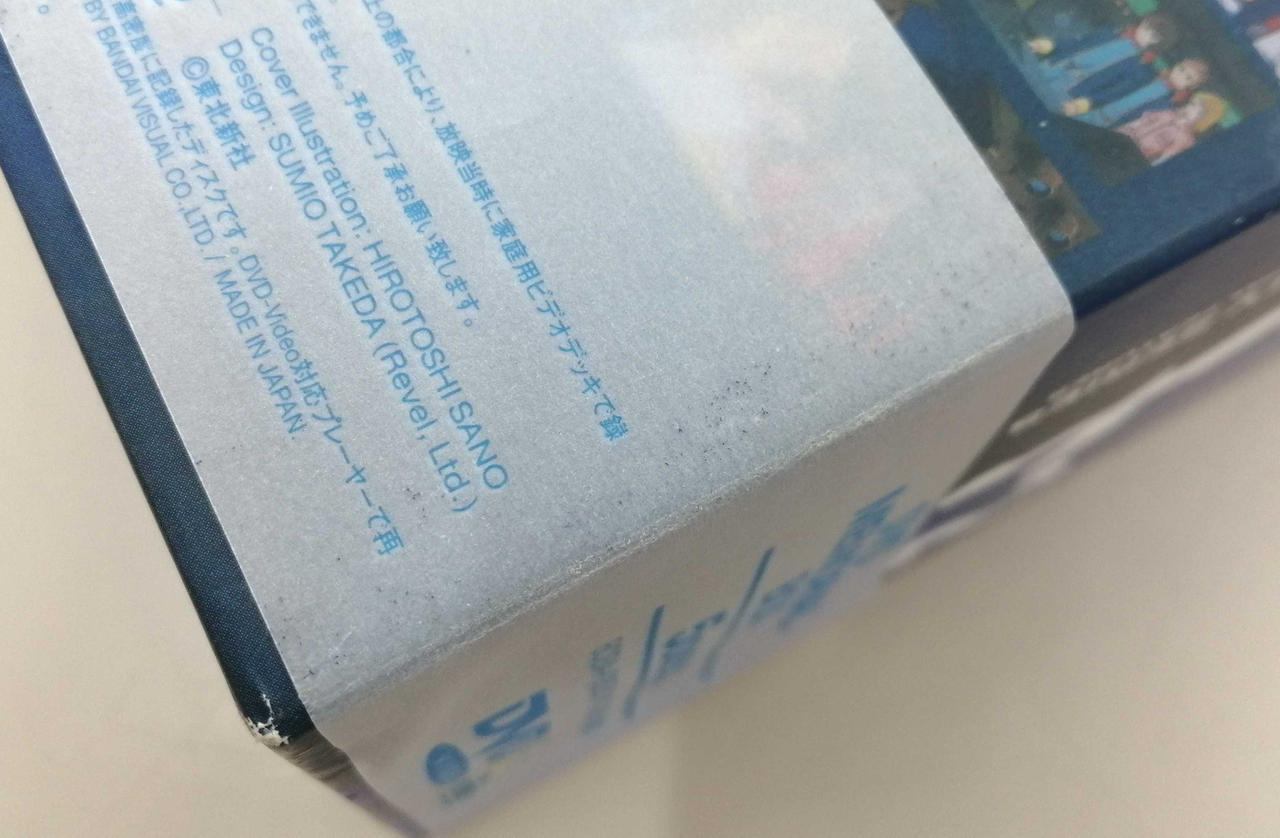 上の都合により、放映当時に家庭用ビデオデッキで録
できません。予めご了承お願い致します。
Cover Illustration: HIROTOSHI SANO
Design: SUMIO TAKEDA (Revel, Ltd.)
©東北新社
高密度に記録したディスクです。DVD-Video対応プレーヤーで再
BY BANDAI VISUAL CO., LTD. / MADE IN JAPAN.